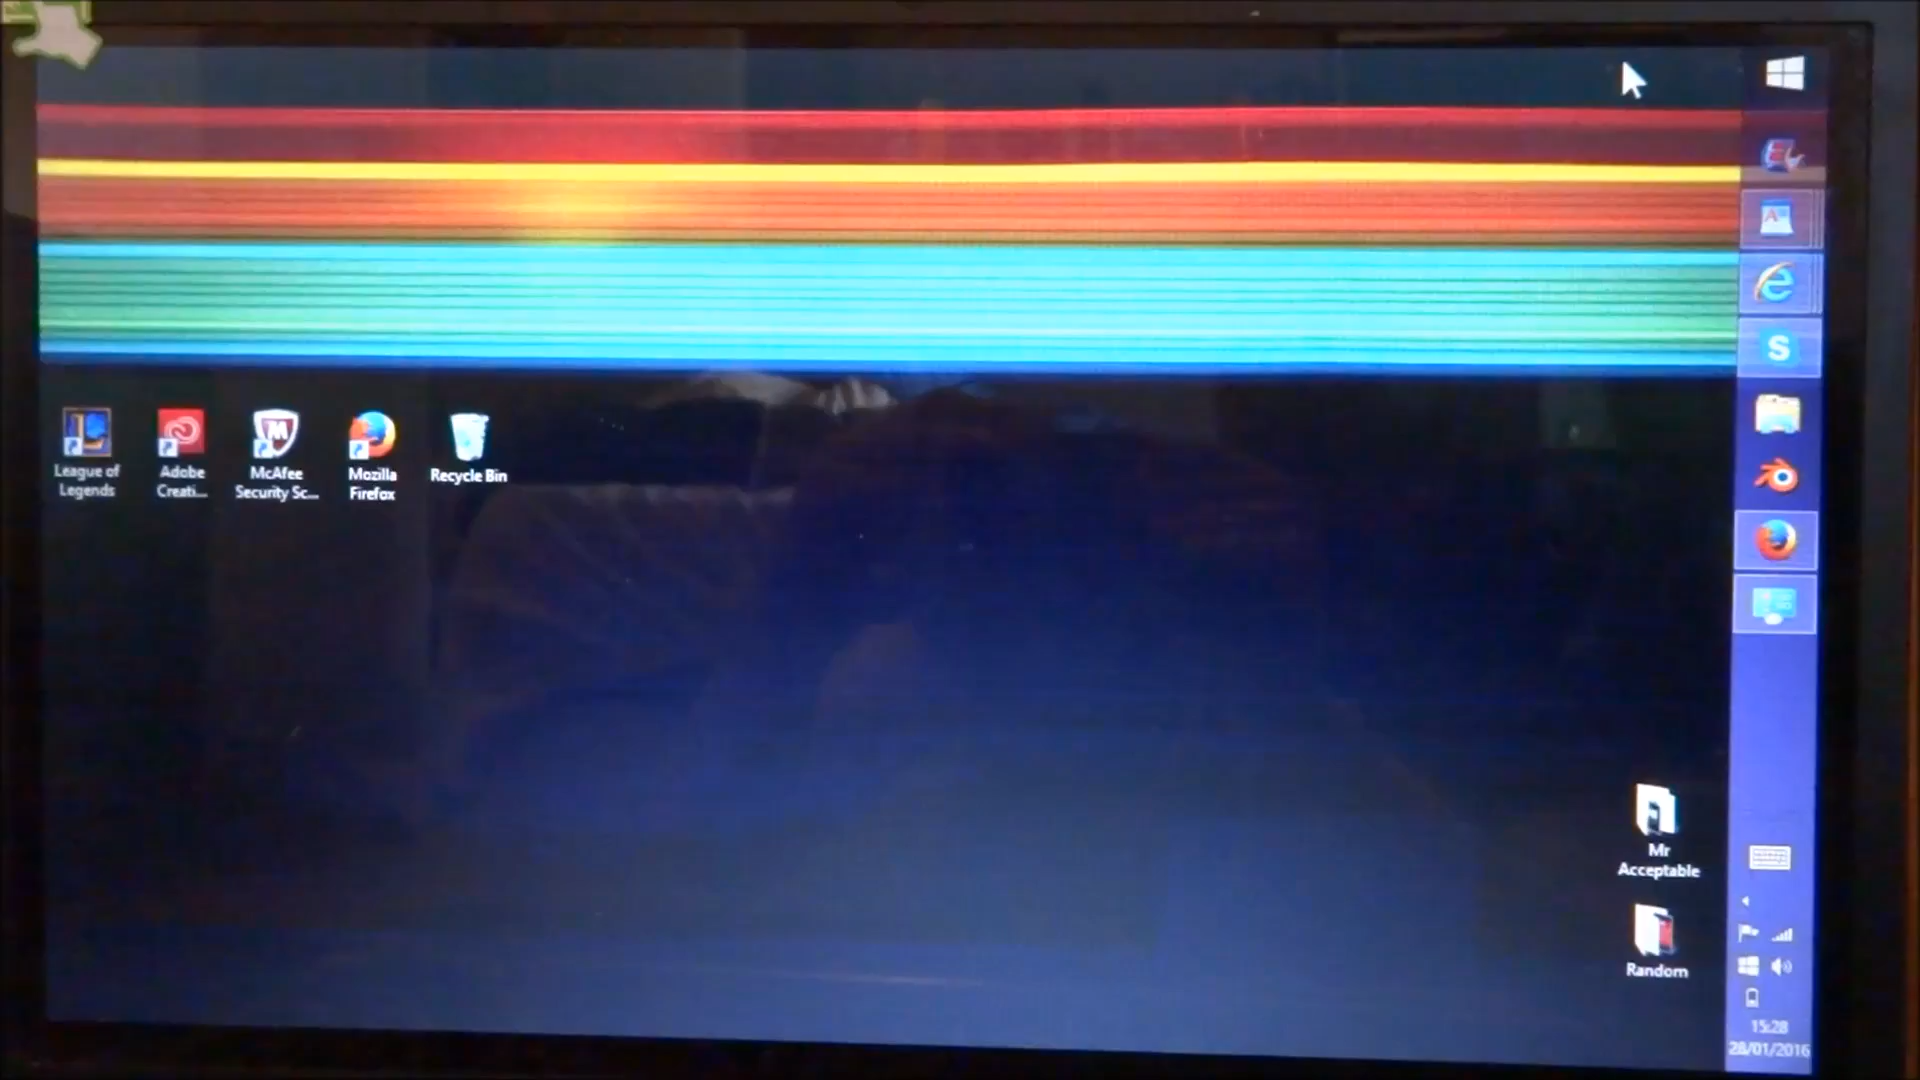 League of
Legends
Adobe
Creati...
McAfee
Security Sc...
Mozilla
Firefox
Recycle Bin
Mr
Acceptable
Random
15:28
28/01/2016